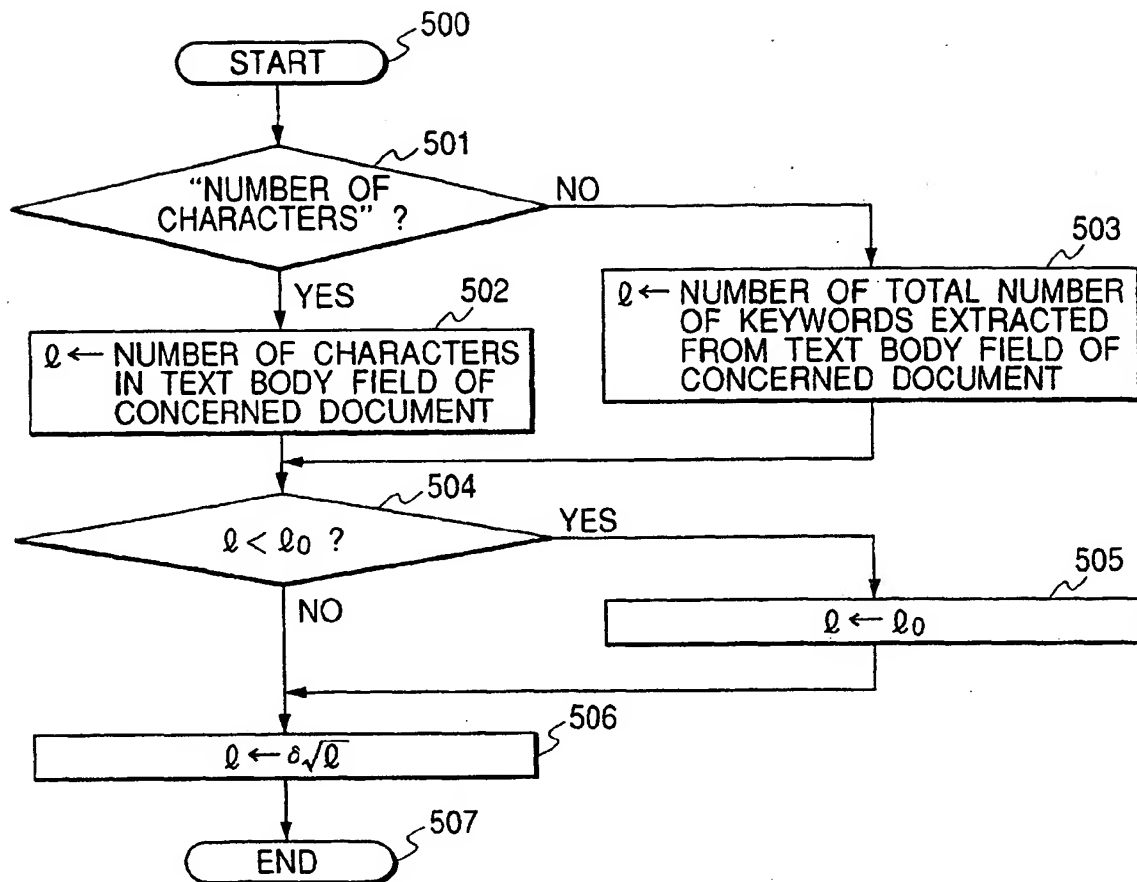 500
START
501
"NUMBER OF
CHARACTERS" ?
NO
YES
502
ℓ ← NUMBER OF CHARACTERS
IN TEXT BODY FIELD OF
CONCERNED DOCUMENT
503
ℓ ← NUMBER OF TOTAL NUMBER
OF KEYWORDS EXTRACTED
FROM TEXT BODY FIELD OF
CONCERNED DOCUMENT
504
ℓ < ℓ0 ?
YES
NO
505
ℓ ← ℓ0
506
ℓ ← δ√ℓ
507
END